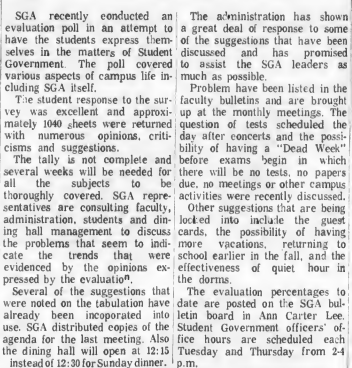 SGA recently conducted an
evaluation poll in an attempt to
have the students express them-
selves in the matters of Student
Government. The poll covered
various aspects of campus life in-
cluding SGA itself.
The student response to the sur-
vey was excellent and approxi-
mately 1040 sheets were returned
with numerous opinions, criti-
cisms and suggestions.
The tally is not complete and
several weeks will be needed for
all the subjects to be
thoroughly covered. SGA repre-
sentatives are consulting faculty,
administration, students and din-
ing hall management to discuss
the problems that seem to indi-
cate the trends that were
evidenced by the opinions ex-
pressed by the evaluation.
Several of the suggestions that
were noted on the tabulation have
already been incoporated into
use. SGA distributed copies of the
agenda for the last meeting. Also
the dining hall will open at 12:15
instead of 12:30 for Sunday dinner.
The administration has shown
a great deal of response to some
of the suggestions that have been
discussed and has promised
to assist the SGA leaders as
much as possible.
Problem have been listed in the
faculty bulletins and are brought
up at the monthly meetings. The
question of tests scheduled the
day after concerts and the possi-
bility of having a "Dead Week"
before exams begin in which
there will be no tests, no papers
due, no meetings or other campus
activities were recently discussed.
Other suggestions that are being
looked into include the guest
cards, the possibility of having
more vacations, returning to
school earlier in the fall, and the
effectiveness of quiet hour in
the dorms.
The evaluation percentages to
date are posted on the SGA bul-
letin board in Ann Carter Lee.
Student Government officers' of-
fice hours are scheduled each
Tuesday and Thursday from 2-4
p.m.